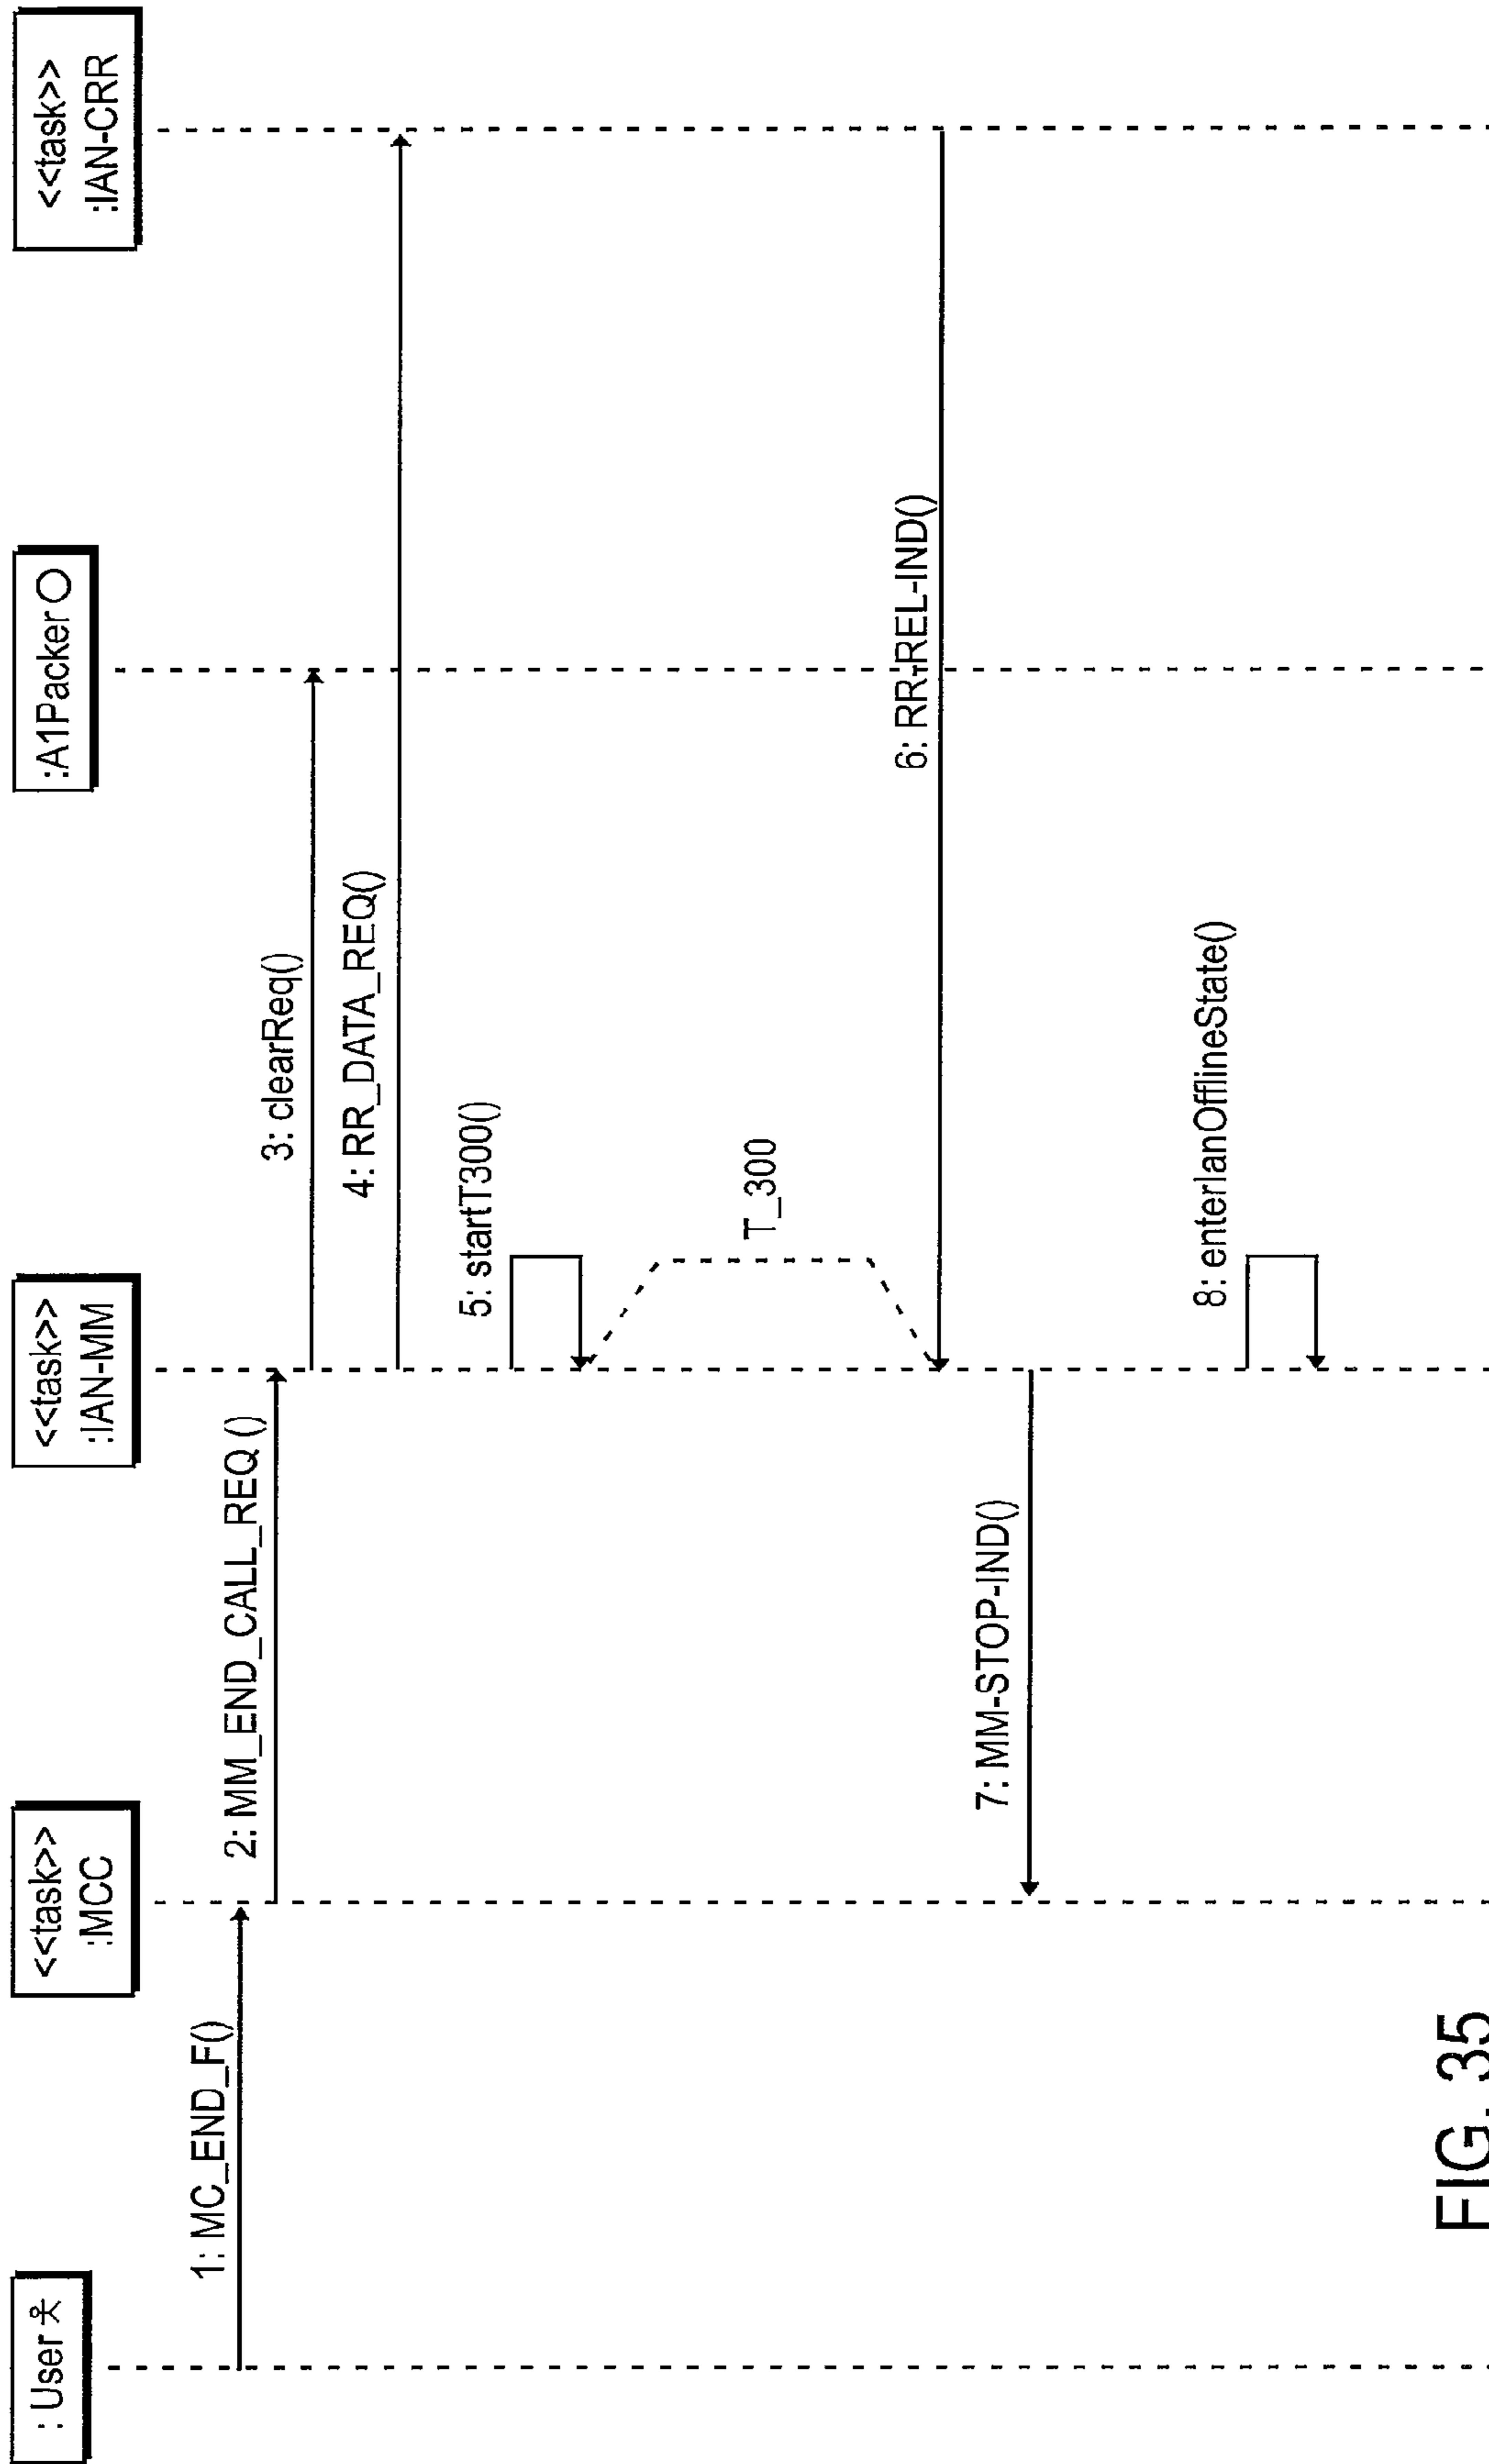 : User
<<task>>
:MCC
<<task>>
:IAN-MM
:A1Packer
<<task>>
:IAN-CRR
1: MC_END_F()
2: MM_END_CALL_REQ ()
3: clearReq()
4: RR_DATA_REQ()
5: startT300()
T_300
6: RR-REL-IND()
7: MM-STOP-IND()
8: enterIanOfflineState()
FIG. 35